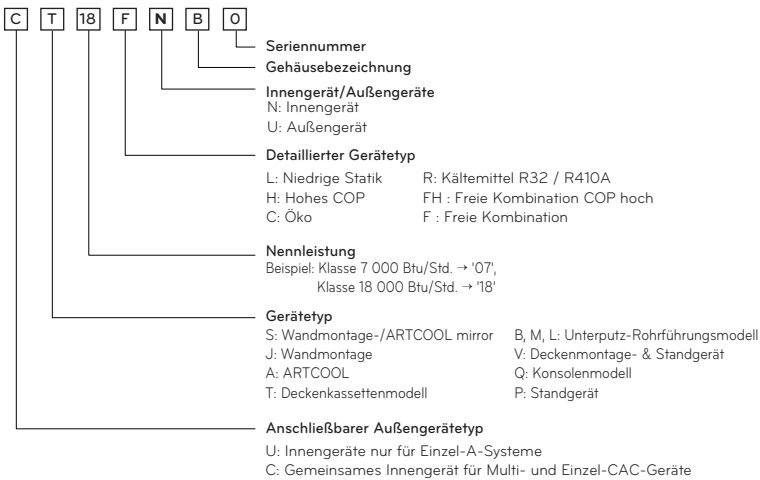 C T 18 F N B 0
Seriennummer
Gehäusebezeichnung
Innengerät/Außengeräte
N: Innengerät
U: Außengerät
Detaillierter Gerätetyp
L: Niedrige Statik R: Kältemittel R32 / R410A
H: Hohes COP FH : Freie Kombination COP hoch
C: Öko F : Freie Kombination
Nennleistung
Beispiel: Klasse 7 000 Btu/Std. → '07',
Klasse 18 000 Btu/Std. → '18'
Gerätetyp
S: Wandmontage-/ARTCOOL mirror B, M, L: Unterputz-Rohrführungsmodell
J: Wandmontage V: Deckenmontage- & Standgerät
A: ARTCOOL Q: Konsolenmodell
T: Deckenkassettenmodell P: Standgerät
Anschließbarer Außengerätetyp
U: Innengeräte nur für Einzel-A-Systeme
C: Gemeinsames Innengerät für Multi- und Einzel-CAC-Geräte